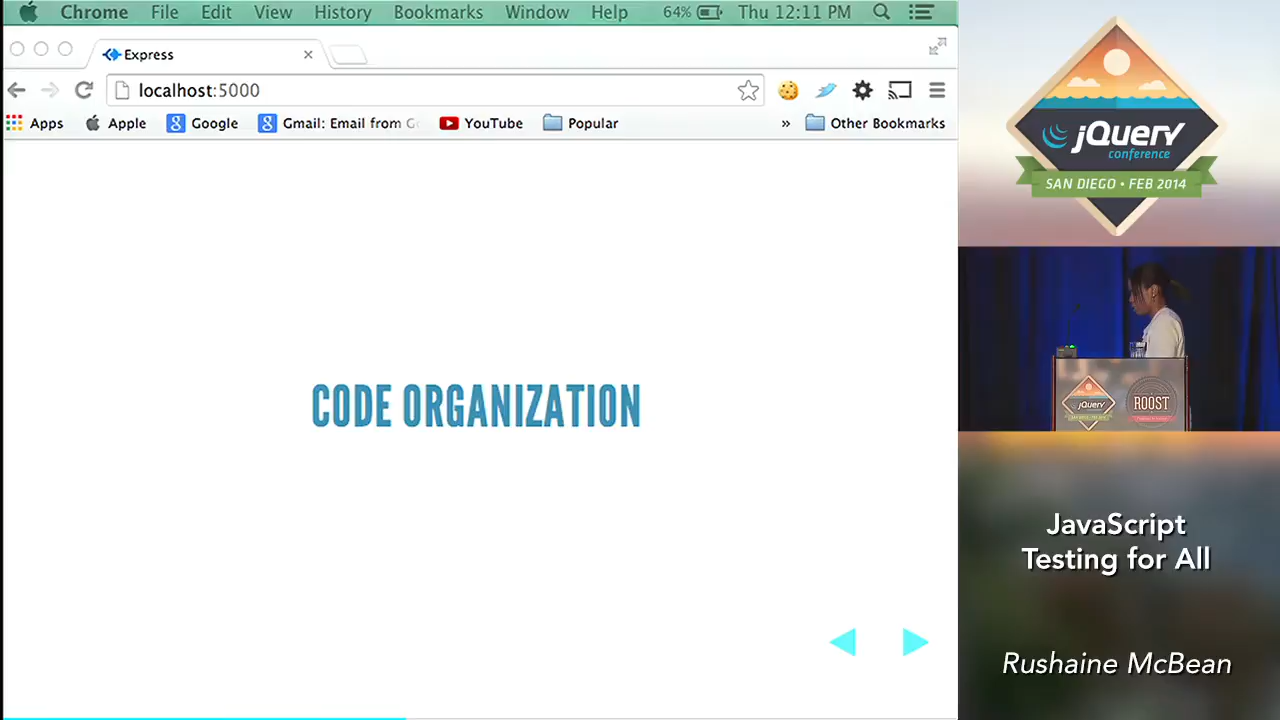 Chrome File Edit View History Bookmarks Window Help 64% Thu 12:11 PM
Express
localhost:5000
Apps Apple Google Gmail: Email from Go YouTube Popular » Other Bookmarks
CODE ORGANIZATION
jQuery
conference
SAN DIEGO • FEB 2014
jQuery
ROOST
JavaScript
Testing for All
Rushaine McBean